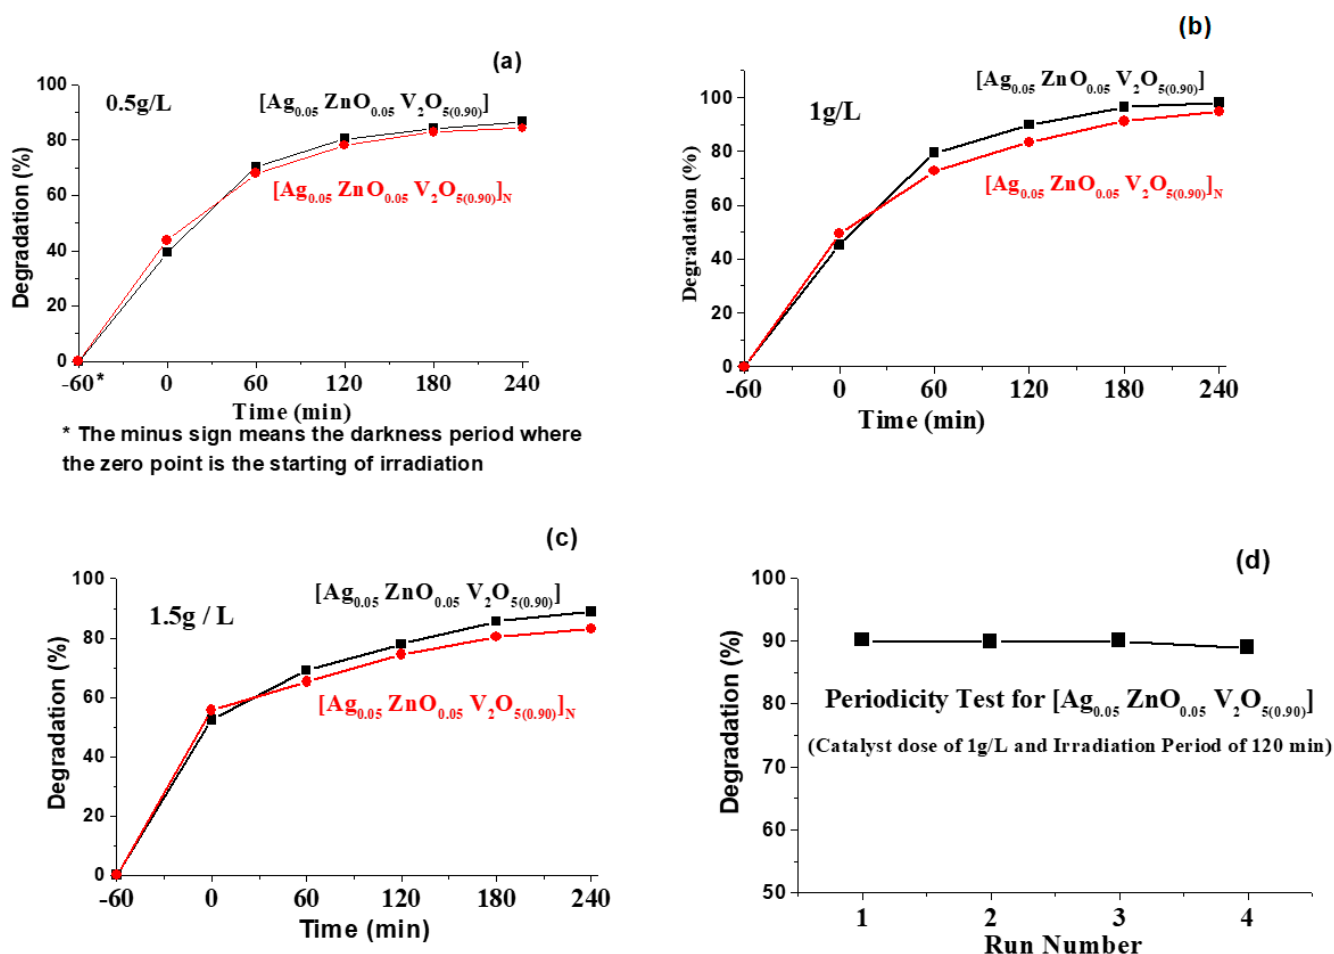 (a)
0.5g/L
[Ag0.05 ZnO0.05 V2O5(0.90)]
[Ag0.05 ZnO0.05 V2O5(0.90)]N
Degradation (%)
100
80
60
40
20
0
-60* 0 60 120 180 240
Time (min)
* The minus sign means the darkness period where
the zero point is the starting of irradiation
(b)
1g/L
[Ag0.05 ZnO0.05 V2O5(0.90)]
[Ag0.05 ZnO0.05 V2O5(0.90)]N
Degradation (%)
100
80
60
40
20
0
-60 0 60 120 180 240
Time (min)
(c)
1.5g / L
[Ag0.05 ZnO0.05 V2O5(0.90)]
[Ag0.05 ZnO0.05 V2O5(0.90)]N
Degradation (%)
100
80
60
40
20
0
-60 0 60 120 180 240
Time (min)
(d)
Degradation (%)
100
90
80
70
60
50
Periodicity Test for [Ag0.05 ZnO0.05 V2O5(0.90)]
(Catalyst dose of 1g/L and Irradiation Period of 120 min)
1 2 3 4
Run Number